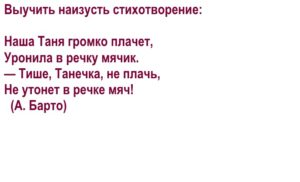 Выучить наизусть стихотворение:
Наша Таня громко плачет,
Уронила в речку мячик.
— Тише, Танечка, не плачь,
Не утонет в речке мяч!
(А. Барто)